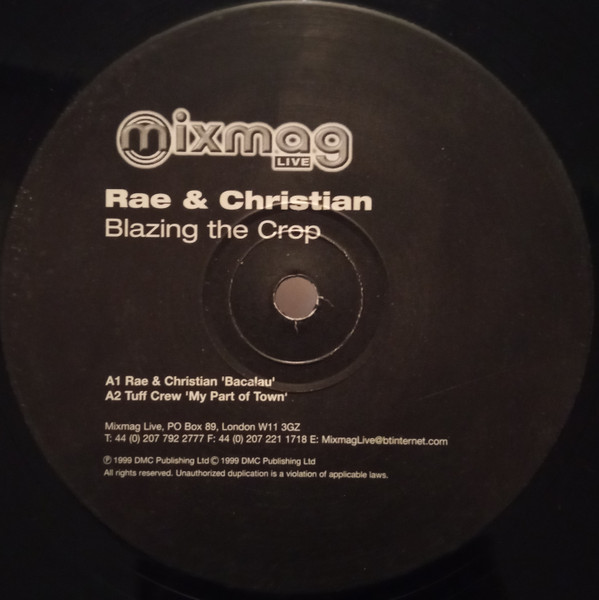 mixmag
LIVE
Rae & Christian
Blazing the Crop
A1 Rae & Christian 'Bacalau'
A2 Tuff Crew 'My Part of Town'
Mixmag Live, PO Box 89, London W11 3GZ
T: 44 (0) 207 792 2777 F: 44 (0) 207 221 1718 E: MixmagLive@btinternet.com
℗ 1999 DMC Publishing Ltd © 1999 DMC Publishing Ltd
All rights reserved. Unauthorized duplication is a violation of applicable laws.